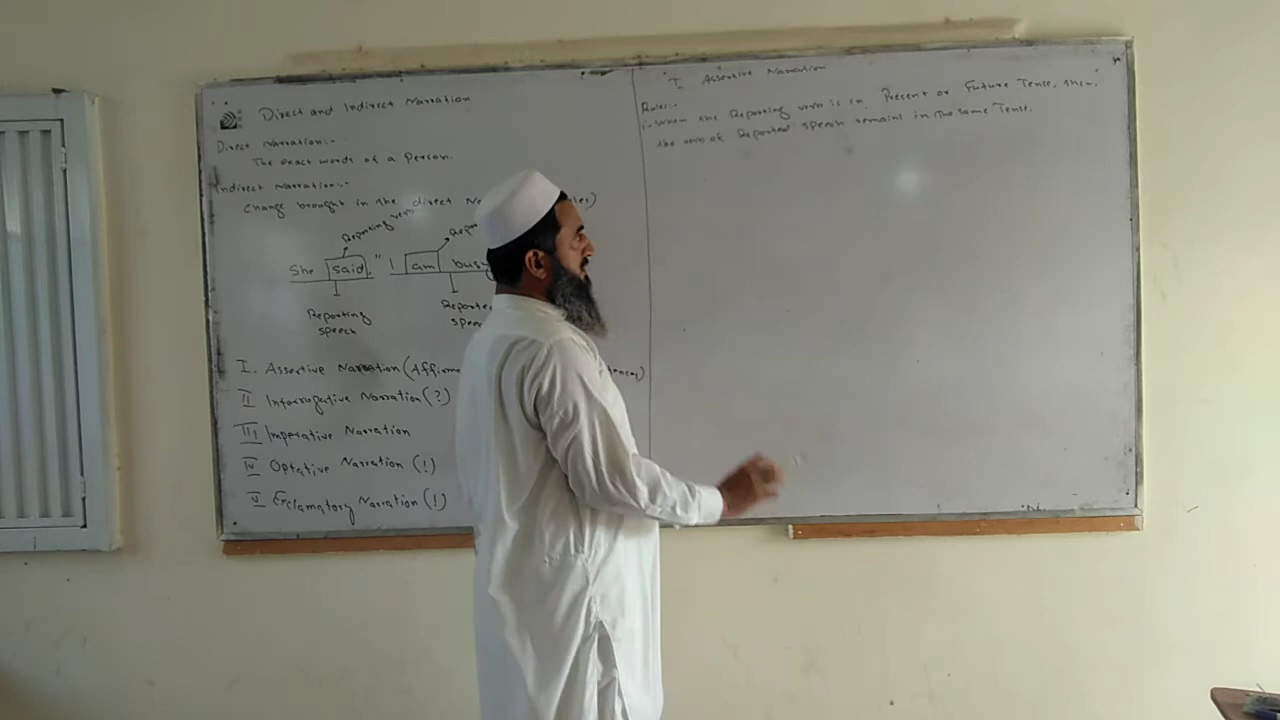 Direct and Indirect Narration
Direct Narration:-
The exact words of a Person.
Indirect Narration:-
Change brought in the direct
Reporting verb
She said, " I am busy
Reporting
speech
I. Assertive Narration (Affirm
II Interrogative Narration (?)
III Imperative Narration
IV Optative Narration (!)
V Exclamatory Narration (!)
I. Assertive Narration
Rules:-
i. When the Reporting verb is in Present or Future Tense, then
the verb of Reported speech remains in the same Tense.